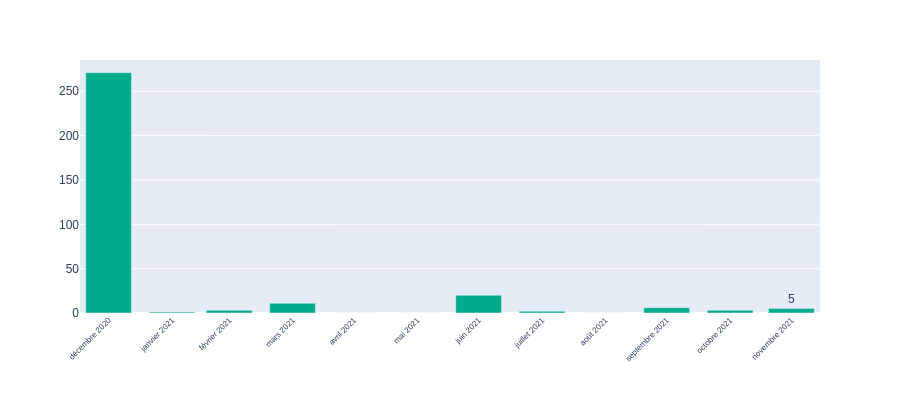 250
200
150
100
50
0
5
décembre 2020
janvier 2021
février 2021
mars 2021
avril 2021
mai 2021
juin 2021
juillet 2021
août 2021
septembre 2021
octobre 2021
novembre 2021